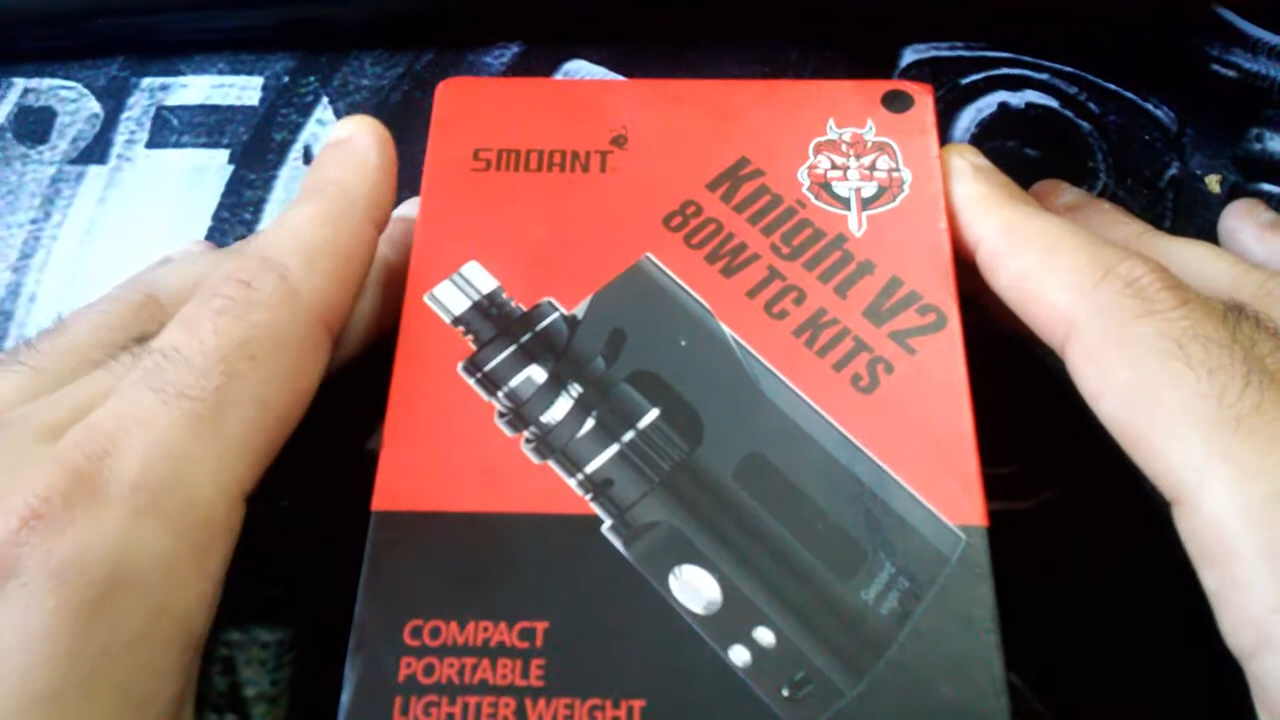 SMOANT
Knight V2
80W TC KITS
COMPACT
PORTABLE
LIGHTER WEIGHT